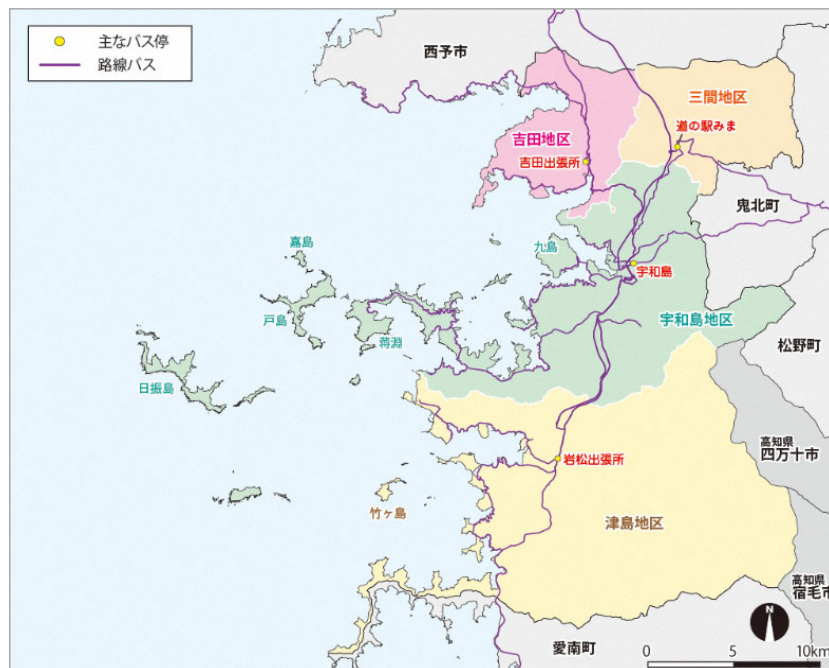 主なバス停
路線バス
西予市
三間地区
道の駅みま
吉田地区
吉田出張所
鬼北町
嘉島
九島
宇和島
戸島
蒋淵
宇和島地区
松野町
日振島
高知県
四万十市
岩松出張所
竹ヶ島
津島地区
高知県
宿毛市
N
愛南町
0 5 10km